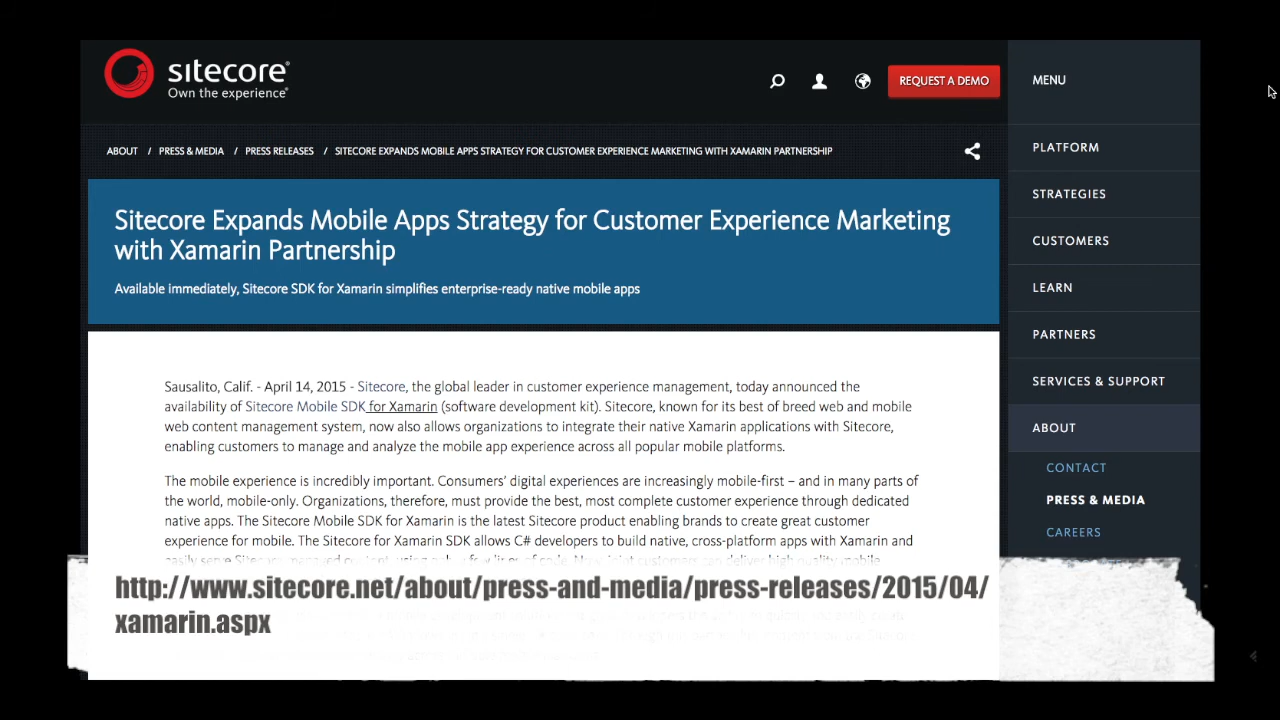 sitecore®
Own the experience®
REQUEST A DEMO
MENU
ABOUT / PRESS & MEDIA / PRESS RELEASES / SITECORE EXPANDS MOBILE APPS STRATEGY FOR CUSTOMER EXPERIENCE MARKETING WITH XAMARIN PARTNERSHIP
Sitecore Expands Mobile Apps Strategy for Customer Experience Marketing
with Xamarin Partnership
Available immediately, Sitecore SDK for Xamarin simplifies enterprise-ready native mobile apps
Sausalito, Calif. - April 14, 2015 - Sitecore, the global leader in customer experience management, today announced the
availability of Sitecore Mobile SDK for Xamarin (software development kit). Sitecore, known for its best of breed web and mobile
web content management system, now also allows organizations to integrate their native Xamarin applications with Sitecore,
enabling customers to manage and analyze the mobile app experience across all popular mobile platforms.
The mobile experience is incredibly important. Consumers' digital experiences are increasingly mobile-first – and in many parts of
the world, mobile-only. Organizations, therefore, must provide the best, most complete customer experience through dedicated
native apps. The Sitecore Mobile SDK for Xamarin is the latest Sitecore product enabling brands to create great customer
experience for mobile. The Sitecore for Xamarin SDK allows C# developers to build native, cross-platform apps with Xamarin and
http://www.sitecore.net/about/press-and-media/press-releases/2015/04/
xamarin.aspx
PLATFORM
STRATEGIES
CUSTOMERS
LEARN
PARTNERS
SERVICES & SUPPORT
ABOUT
CONTACT
PRESS & MEDIA
CAREERS